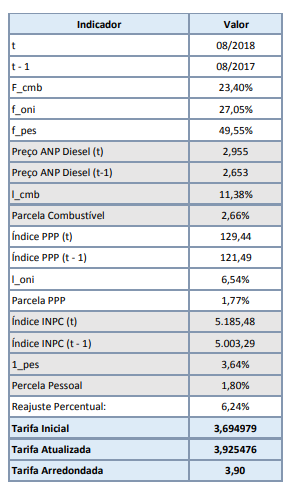 Indicador Valor
t 08/2018
t - 1 08/2017
F_cmb 23,40%
f_oni 27,05%
f_pes 49,55%
Preço ANP Diesel (t) 2,955
Preço ANP Diesel (t-1) 2,653
I_cmb 11,38%
Parcela Combustível 2,66%
Índice PPP (t) 129,44
Índice PPP (t - 1) 121,49
I_oni 6,54%
Parcela PPP 1,77%
Índice INPC (t) 5.185,48
Índice INPC (t - 1) 5.003,29
1_pes 3,64%
Percela Pessoal 1,80%
Reajuste Percentual: 6,24%
Tarifa Inicial 3,694979
Tarifa Atualizada 3,925476
Tarifa Arredondada 3,90